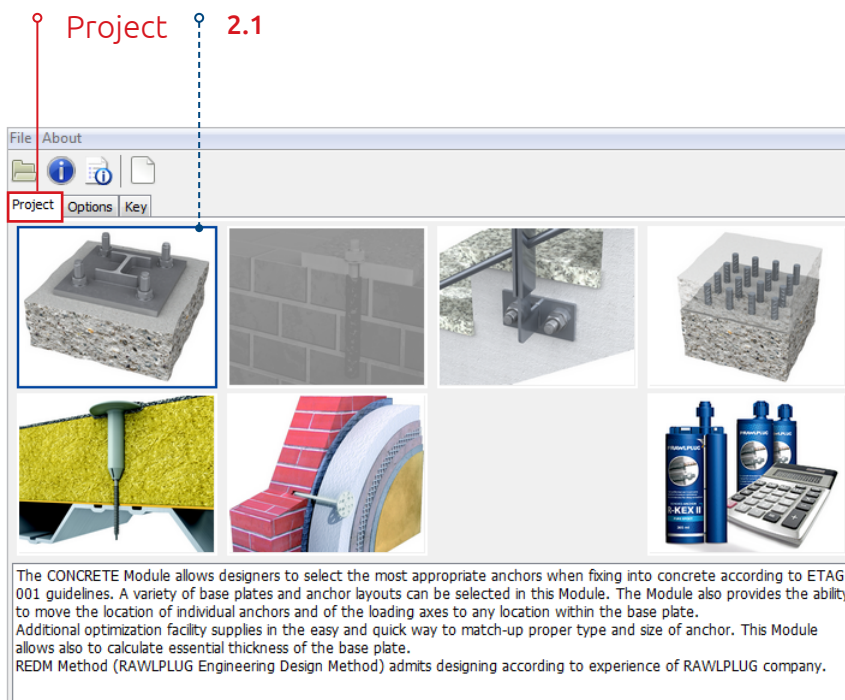 Project 2.1
File About
Project Options Key
RAWLPLUG
R-KEX II
The CONCRETE Module allows designers to select the most appropriate anchors when fixing into concrete according to ETAG
001 guidelines. A variety of base plates and anchor layouts can be selected in this Module. The Module also provides the ability
to move the location of individual anchors and of the loading axes to any location within the base plate.
Additional optimization facility supplies in the easy and quick way to match-up proper type and size of anchor. This Module
allows also to calculate essential thickness of the base plate.
REDM Method (RAWLPLUG Engineering Design Method) admits designing according to experience of RAWLPLUG company.